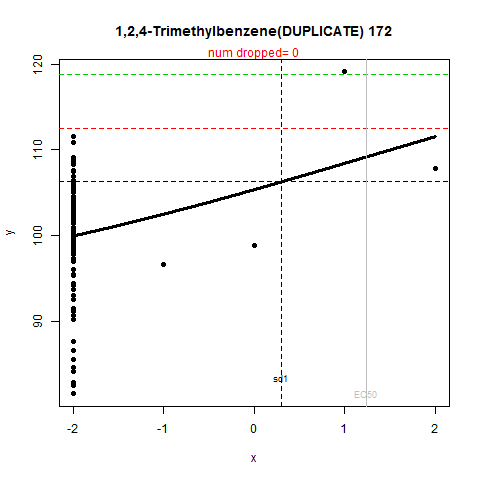 1,2,4-Trimethylbenzene(DUPLICATE) 172
num dropped= 0
120
110
100
90
y
sd1
EC50
-2 -1 0 1 2
x